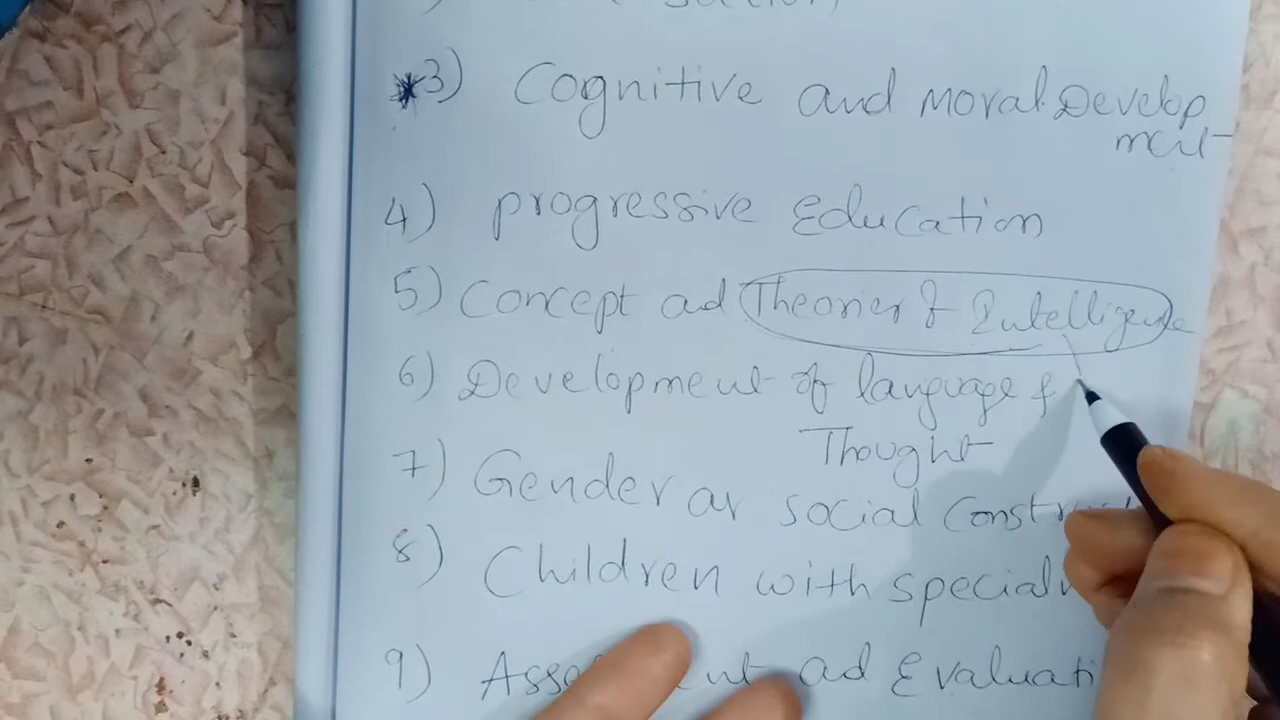 *3) Cognitive and moral Develop
ment
4) progressive Education
5) Concept ad Theories of Intelligence
6) Development of language &
Thought
7) Gender as social
8) Children with special
9) ad